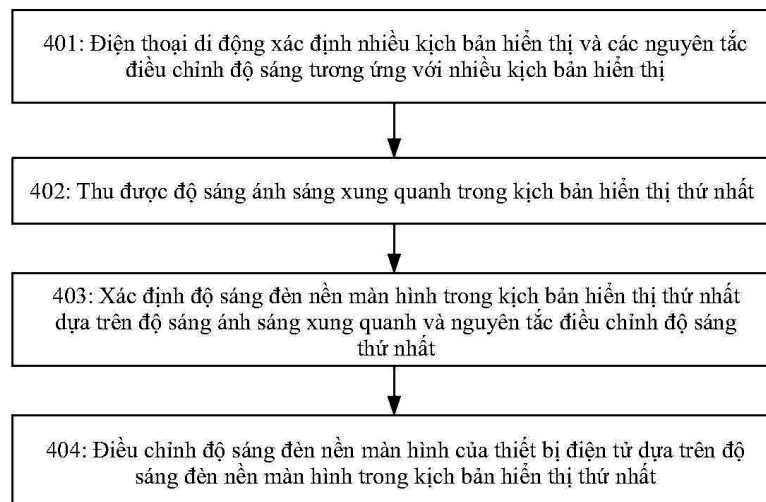 401: Điện thoại di động xác định nhiều kịch bản hiển thị và các nguyên tắc
điều chỉnh độ sáng tương ứng với nhiều kịch bản hiển thị
402: Thu được độ sáng ánh sáng xung quanh trong kịch bản hiển thị thứ nhất
403: Xác định độ sáng đèn nền màn hình trong kịch bản hiển thị thứ nhất
dựa trên độ sáng ánh sáng xung quanh và nguyên tắc điều chỉnh độ sáng
thứ nhất
404: Điều chỉnh độ sáng đèn nền màn hình của thiết bị điện tử dựa trên độ
sáng đèn nền màn hình trong kịch bản hiển thị thứ nhất